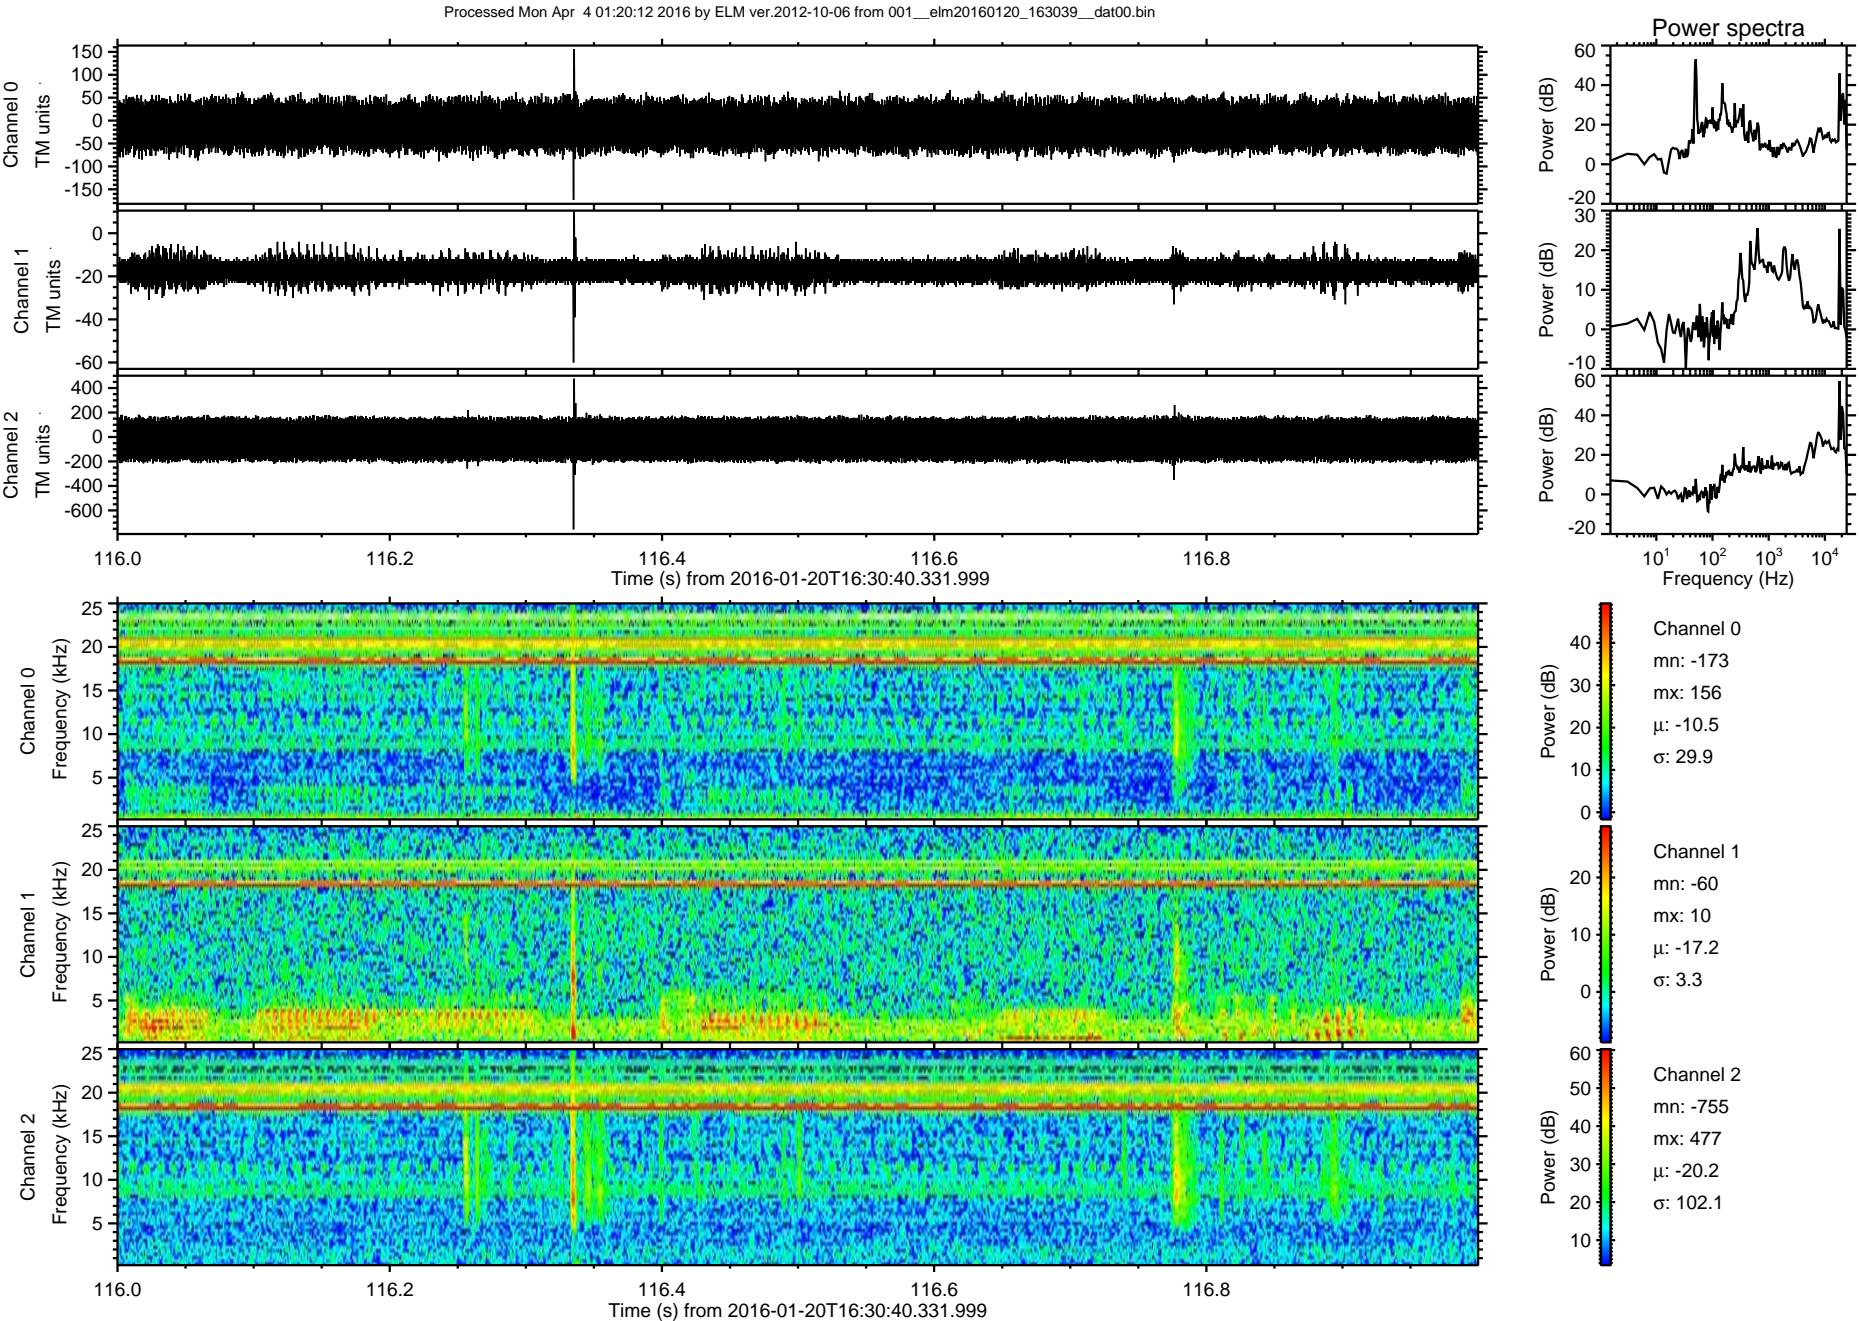 Processed Mon Apr 4 01:20:12 2016 by ELM ver.2012-10-06 from 001__elm20160120_163039__dat00.bin
Power spectra
Channel 0
TM units
150
100
50
0
-50
-100
-150
Power (dB)
60
40
20
0
-20
Channel 1
TM units
0
-20
-40
-60
Power (dB)
30
20
10
0
-10
Channel 2
TM units
400
200
0
-200
-400
-600
Power (dB)
60
40
20
0
-20
116.0 116.2 116.4 116.6 116.8
Time (s) from 2016-01-20T16:30:40.331.999
10¹ 10² 10³ 10⁴
Frequency (Hz)
Channel 0
Frequency (kHz)
25
20
15
10
5
Power (dB)
40
30
20
10
0
Channel 0
mn: -173
mx: 156
μ: -10.5
σ: 29.9
Channel 1
Frequency (kHz)
25
20
15
10
5
Power (dB)
20
10
0
Channel 1
mn: -60
mx: 10
μ: -17.2
σ: 3.3
Channel 2
Frequency (kHz)
25
20
15
10
5
Power (dB)
60
50
40
30
20
10
Channel 2
mn: -755
mx: 477
μ: -20.2
σ: 102.1
116.0 116.2 116.4 116.6 116.8
Time (s) from 2016-01-20T16:30:40.331.999